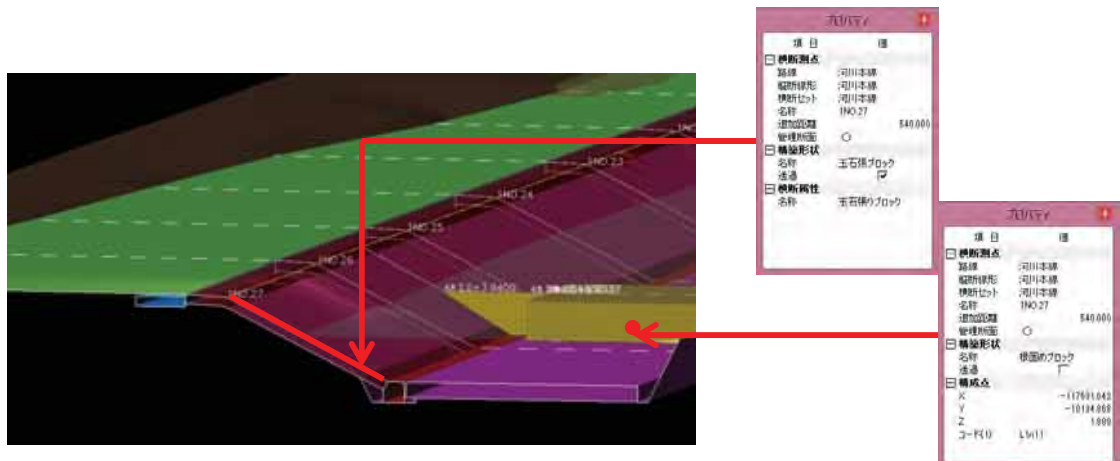 プロパティ
項目 値
横断測点
路線 河川本線
縦断線形 河川本線
横断セット 河川本線
名称 1NO.27
追加距離 540.000
管理断面 ○
構築形状
名称 玉石張ブロック
透過
横断属性
名称 玉石張りブロック
プロパティ
項目 値
横断測点
路線 河川本線
縦断線形 河川本線
横断セット 河川本線
名称 1NO.27
追加距離 540.000
管理断面 ○
構築形状
名称 根固めブロック
透過
構成点
X
Y
Z 1.000
1NO.23
1NO.24
1NO.25
1NO.26
1NO.27